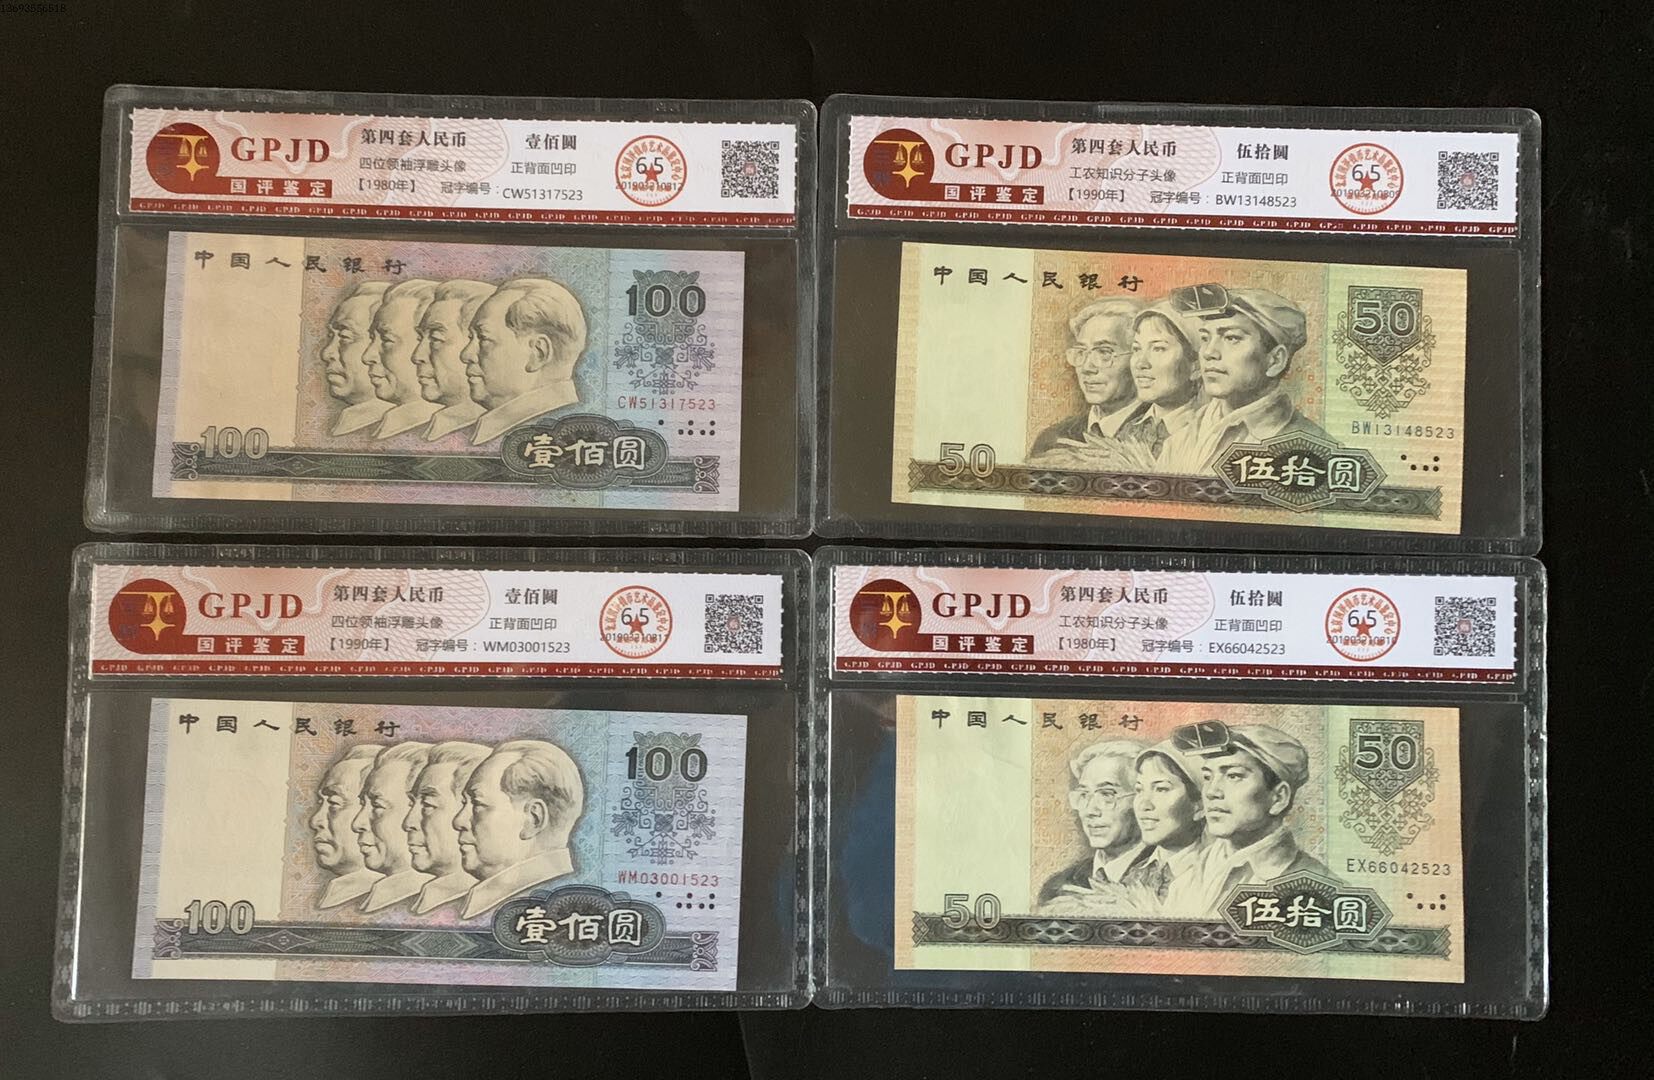 13693556518
GPJD
国评鉴定
第四套人民币 壹佰圆
四位领袖浮雕头像 正背面凹印
【1980年】 冠字编号：CW51317523
65
中国人民银行
100
CW51317523
100
壹佰圆
GPJD
国评鉴定
第四套人民币 伍拾圆
工农知识分子头像 正背面凹印
【1990年】 冠字编号：BW13148523
65
中国人民银行
50
BW13148523
50
伍拾圆
GPJD
国评鉴定
第四套人民币 壹佰圆
四位领袖浮雕头像 正背面凹印
【1990年】 冠字编号：WM03001523
65
中国人民银行
100
WM03001523
100
壹佰圆
GPJD
国评鉴定
第四套人民币 伍拾圆
工农知识分子头像 正背面凹印
【1980年】 冠字编号：EX66042523
65
中国人民银行
50
EX66042523
50
伍拾圆